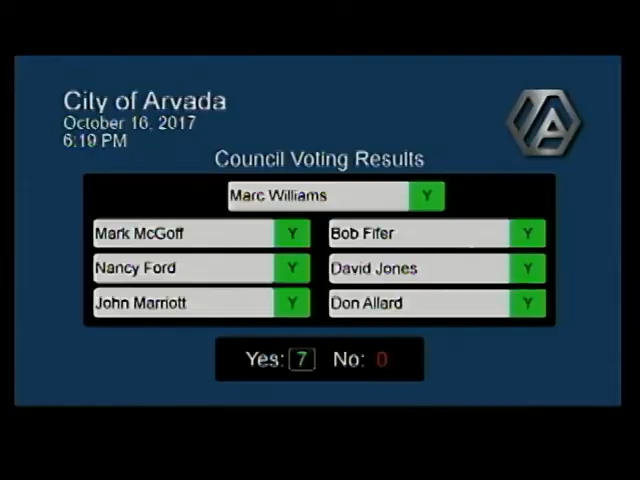 City of Arvada
October 16, 2017
6:19 PM
Council Voting Results
Marc Williams Y
Mark McGoff Y Bob Fifer Y
Nancy Ford Y David Jones Y
John Marriott Y Don Allard Y
Yes: 7 No: 0